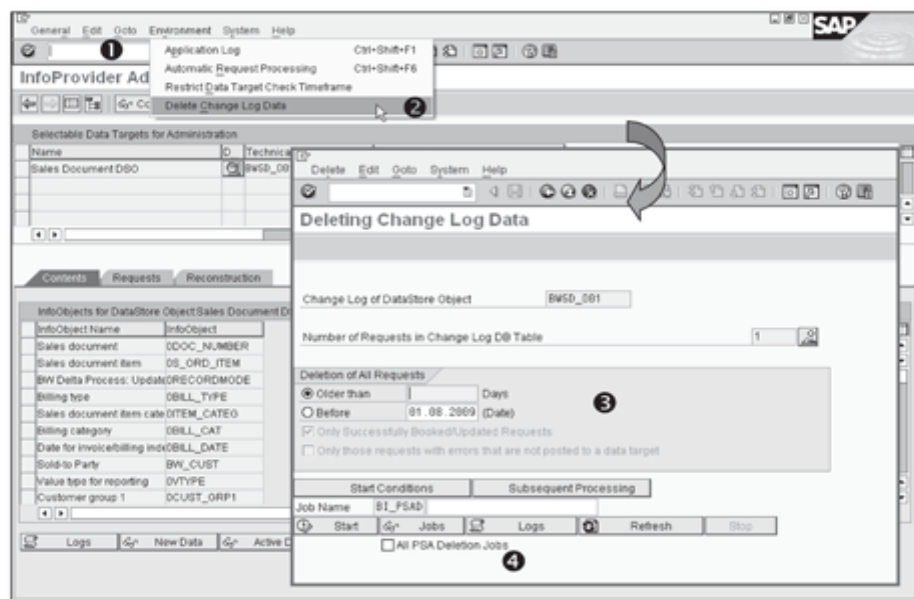 General Edit Goto Environment System Help
SAP
❶
Application Log Ctrl+Shift+F1
Automatic Request Processing Ctrl+Shift+F6
Restrict Data Target Check Timeframe
Delete Change Log Data ❷
InfoProvider Ad
Selectable Data Targets for Administration
Name D Technica
Sales Document DSO BWSD_O01
Contents Requests Reconstruction
InfoObjects for DataStore Object:Sales Document D
InfoObject Name InfoObject
Sales document 0DOC_NUMBER
Sales document item 0S_ORD_ITEM
BW Delta Process: Update 0RECORDMODE
Billing type 0BILL_TYPE
Sales document item cate 0ITEM_CATEG
Billing category 0BILL_CAT
Date for invoice/billing inde 0BILL_DATE
Sold-to Party BW_CUST
Value type for reporting 0VTYPE
Customer group 1 0CUST_GRP1
Logs New Data Active D
Delete Edit Goto System Help
Deleting Change Log Data
Change Log of DataStore Object BWSD_O01
Number of Requests in Change Log DB Table 1
Deletion of All Requests
Older than Days
❸
Before 01.08.2009 (Date)
Only Successfully Booked/Updated Requests
Only those requests with errors that are not posted to a data target
Start Conditions Subsequent Processing
Job Name BI_PSAD
Start Jobs Logs Refresh Stop
All PSA Deletion Jobs
❹